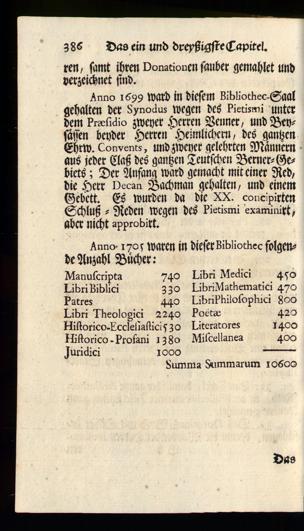 386 Das ein und dreyßigste Capitel.
ren, samt ihren Donationen sauber gemahlet und
verzeichnet sind.
Anno 1699 ward in diesem Bibliothec-Saal
gehalten der Synodus wegen des Pietismi unter
dem Præsidio zweyer Herren Venner, und Bey-
sässen beyder Herren Heimlichern, des gantzen
Ehrw. Convents, und zweyer gelehrten Männern
aus jeder Claß des gantzen Teutschen Berner-Ge-
biets; Der Anfang ward gemacht mit einer Red,
die Herr Decan Bachman gehalten, und einem
Gebett. Es wurden da die XX. concipirten
Schluß-Reden wegen des Pietismi examinirt,
aber nicht approbirt.
Anno 1705 waren in dieser Bibliothec folgen-
de Anzahl Bücher:
Manuscripta 740
Libri Biblici 330
Patres 440
Libri Theologici 2240
Historico-Ecclesiastici 530
Historico-Profani 1380
Juridici 1000
Libri Medici 450
Libri Mathematici 470
Libri Philosophici 800
Poetæ 420
Literatores 1400
Miscellanea 400
Summa Summarum 10600
Das